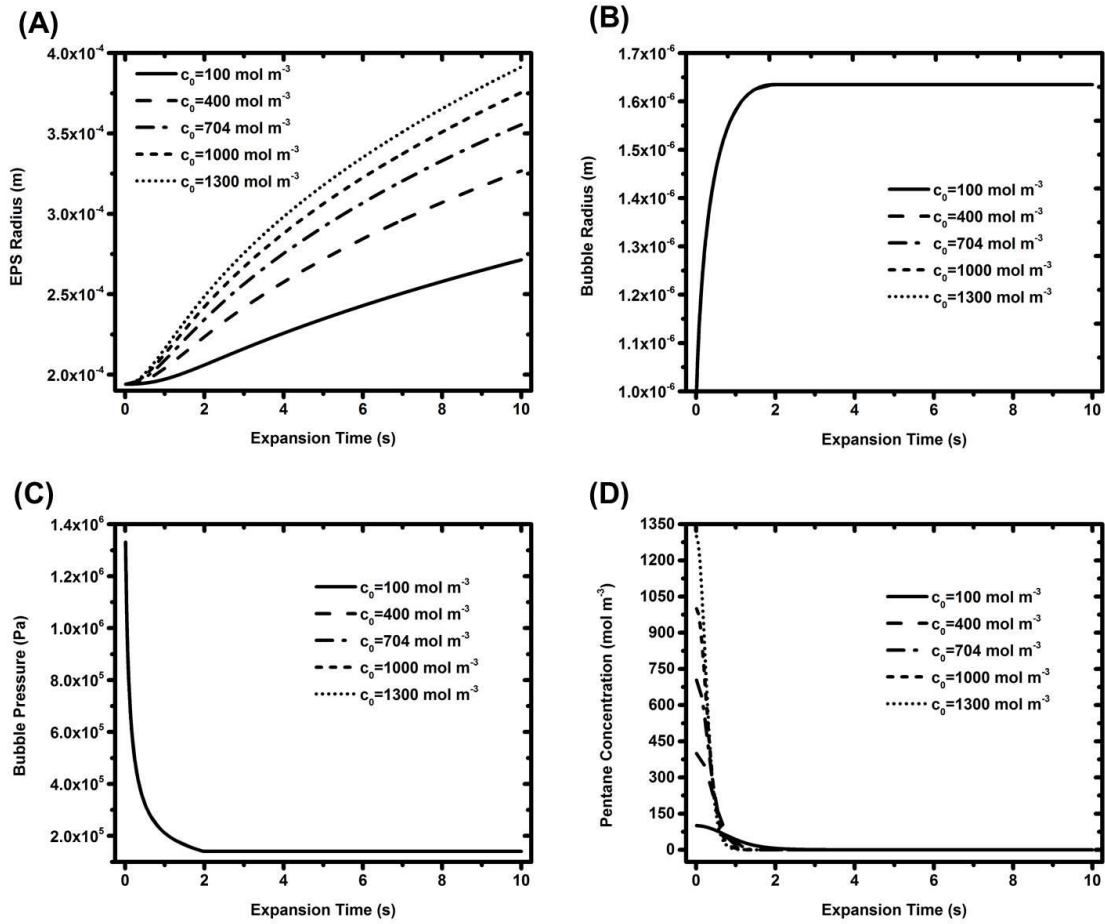 (A)
4.0x10⁻⁴
3.5x10⁻⁴
3.0x10⁻⁴
2.5x10⁻⁴
2.0x10⁻⁴
EPS Radius (m)
c₀=100 mol m⁻³
c₀=400 mol m⁻³
c₀=704 mol m⁻³
c₀=1000 mol m⁻³
c₀=1300 mol m⁻³
0 2 4 6 8 10
Expansion Time (s)
(B)
1.7x10⁻⁶
1.6x10⁻⁶
1.5x10⁻⁶
1.4x10⁻⁶
1.3x10⁻⁶
1.2x10⁻⁶
1.1x10⁻⁶
1.0x10⁻⁶
Bubble Radius (m)
c₀=100 mol m⁻³
c₀=400 mol m⁻³
c₀=704 mol m⁻³
c₀=1000 mol m⁻³
c₀=1300 mol m⁻³
0 2 4 6 8 10
Expansion Time (s)
(C)
1.4x10⁶
1.2x10⁶
1.0x10⁶
8.0x10⁵
6.0x10⁵
4.0x10⁵
2.0x10⁵
Bubble Pressure (Pa)
c₀=100 mol m⁻³
c₀=400 mol m⁻³
c₀=704 mol m⁻³
c₀=1000 mol m⁻³
c₀=1300 mol m⁻³
0 2 4 6 8 10
Expansion Time (s)
(D)
1350
1200
1050
900
750
600
450
300
150
0
Pentane Concentration (mol m⁻³)
c₀=100 mol m⁻³
c₀=400 mol m⁻³
c₀=704 mol m⁻³
c₀=1000 mol m⁻³
c₀=1300 mol m⁻³
0 2 4 6 8 10
Expansion Time (s)